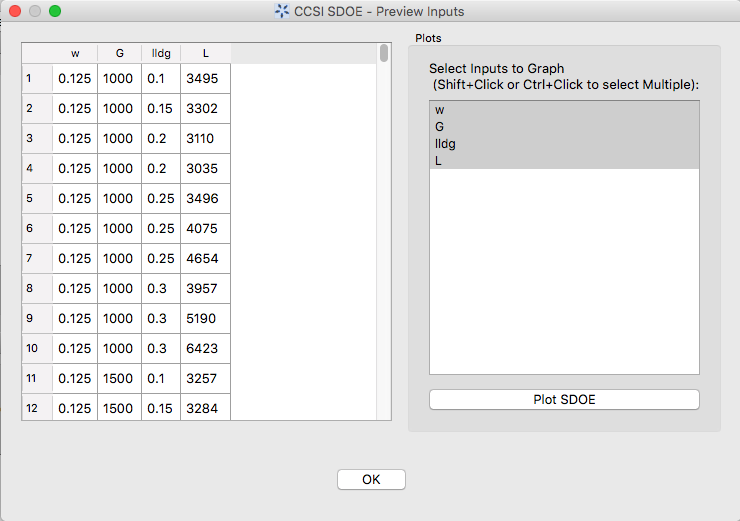 CCSI SDOE - Preview Inputs
w G lldg L
1 0.125 1000 0.1 3495
2 0.125 1000 0.15 3302
3 0.125 1000 0.2 3110
4 0.125 1000 0.2 3035
5 0.125 1000 0.25 3496
6 0.125 1000 0.25 4075
7 0.125 1000 0.25 4654
8 0.125 1000 0.3 3957
9 0.125 1000 0.3 5190
10 0.125 1000 0.3 6423
11 0.125 1500 0.1 3257
12 0.125 1500 0.15 3284
Plots
Select Inputs to Graph
(Shift+Click or Ctrl+Click to select Multiple):
w
G
lldg
L
Plot SDOE
OK